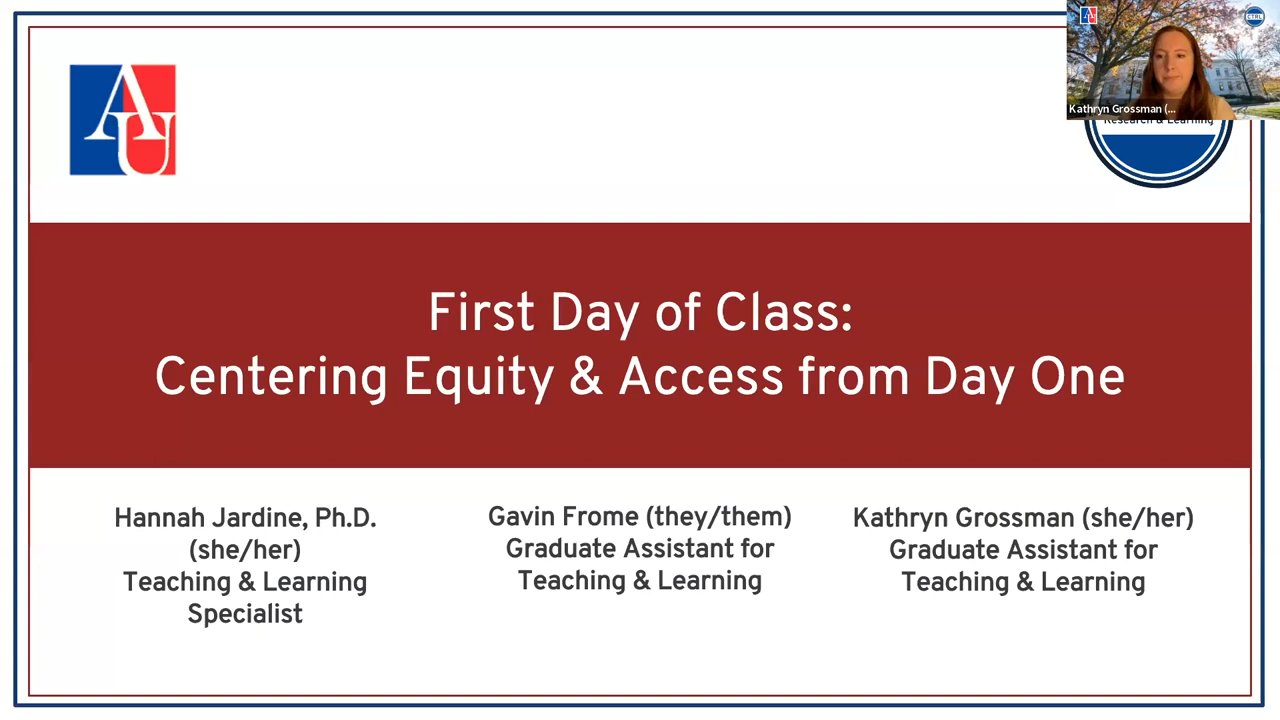 AU
CTRL
Kathryn Grossman (...
Research & Learning
First Day of Class:
Centering Equity & Access from Day One
Hannah Jardine, Ph.D.
(she/her)
Teaching & Learning
Specialist
Gavin Frome (they/them)
Graduate Assistant for
Teaching & Learning
Kathryn Grossman (she/her)
Graduate Assistant for
Teaching & Learning